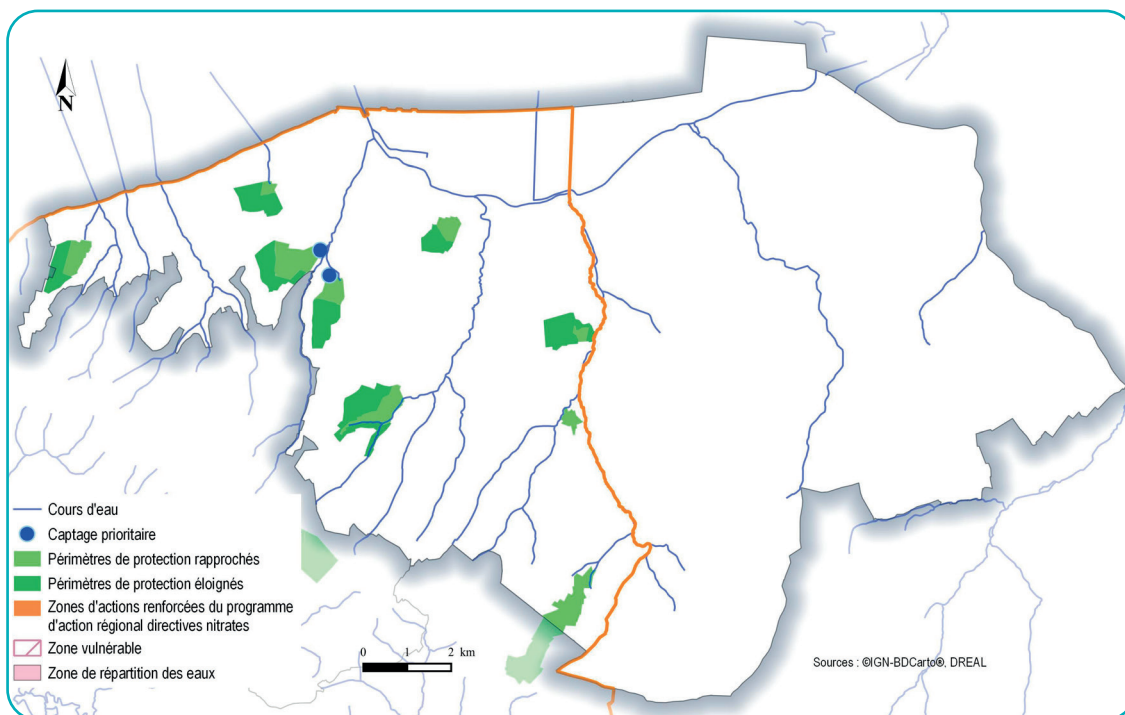 N
Cours d'eau
Captage prioritaire
Périmètres de protection rapprochés
Périmètres de protection éloignés
Zones d'actions renforcées du programme
d'action régional directives nitrates
Zone vulnérable
Zone de répartition des eaux
0 1 2 km
Sources : ©IGN-BDCarto®, DREAL